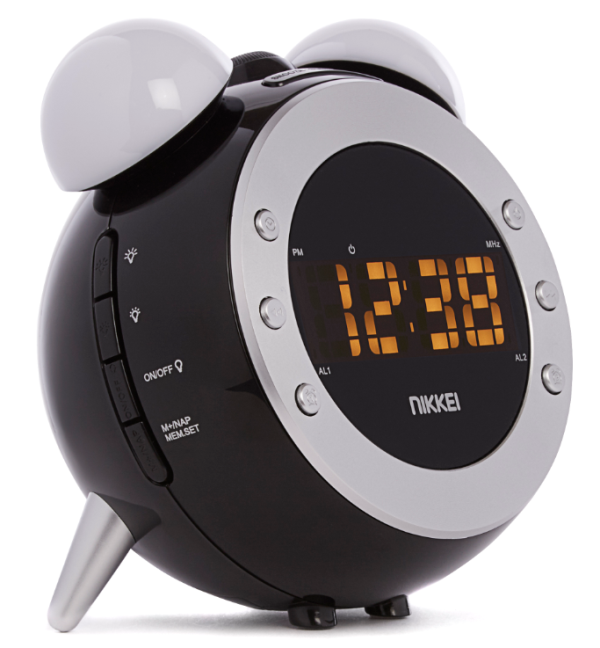 PM
MHz
12:38
AL1
AL2
NIKKEI
ON/OFF
M+/NAP
MEM.SET